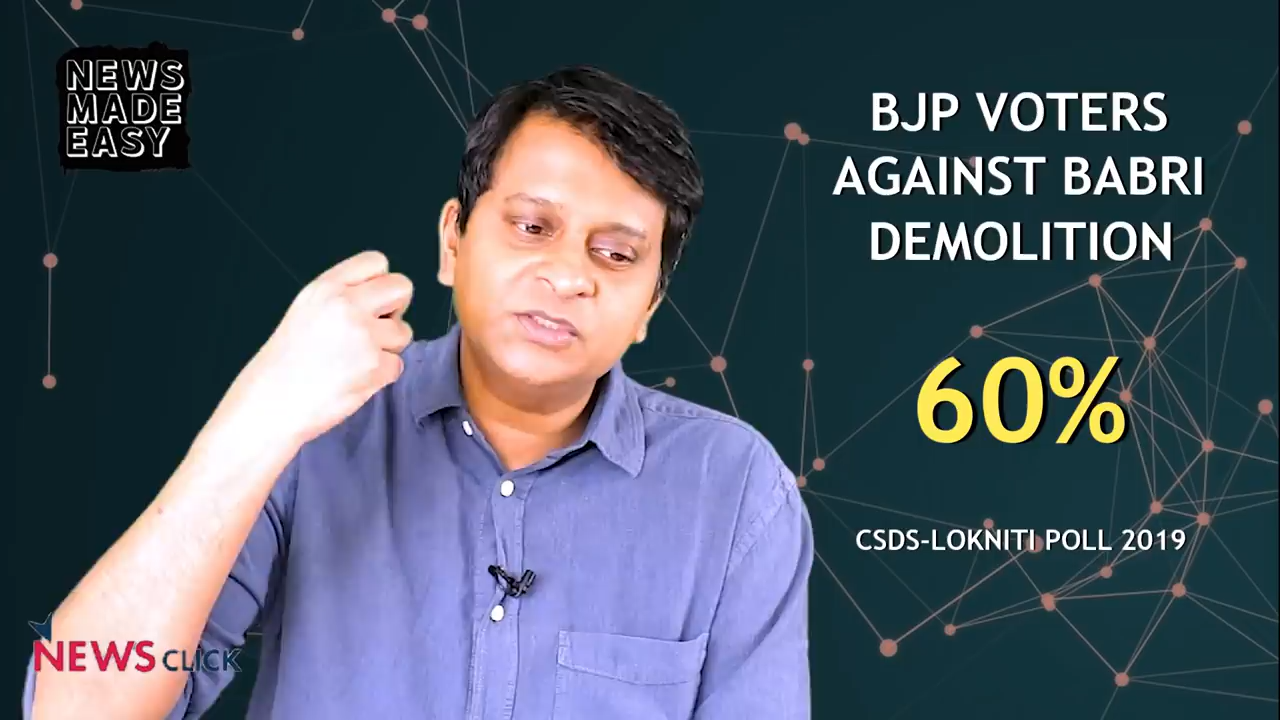 NEWS
MADE
EASY
BJP VOTERS
AGAINST BABRI
DEMOLITION
60%
CSDS-LOKNITI POLL 2019
NEWS CLICK